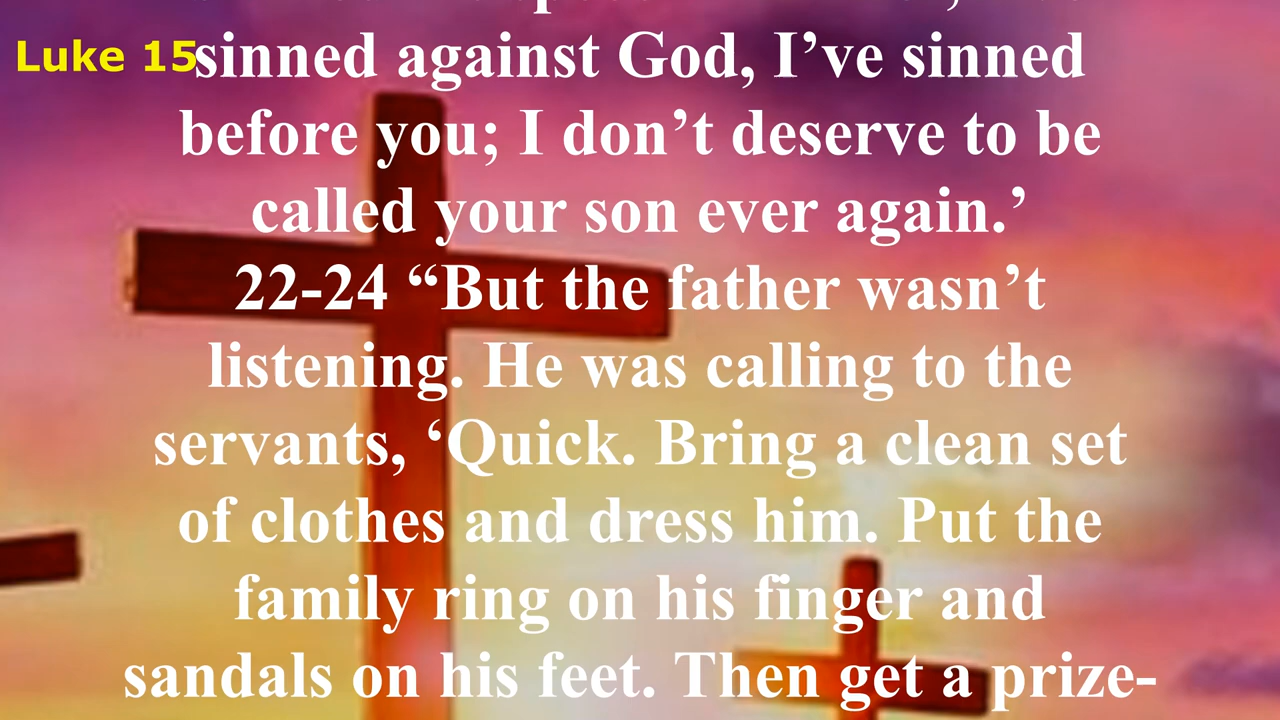 Luke 15
sinned against God, I’ve sinned
before you; I don’t deserve to be
called your son ever again.’
22-24 “But the father wasn’t
listening. He was calling to the
servants, ‘Quick. Bring a clean set
of clothes and dress him. Put the
family ring on his finger and
sandals on his feet. Then get a prize-